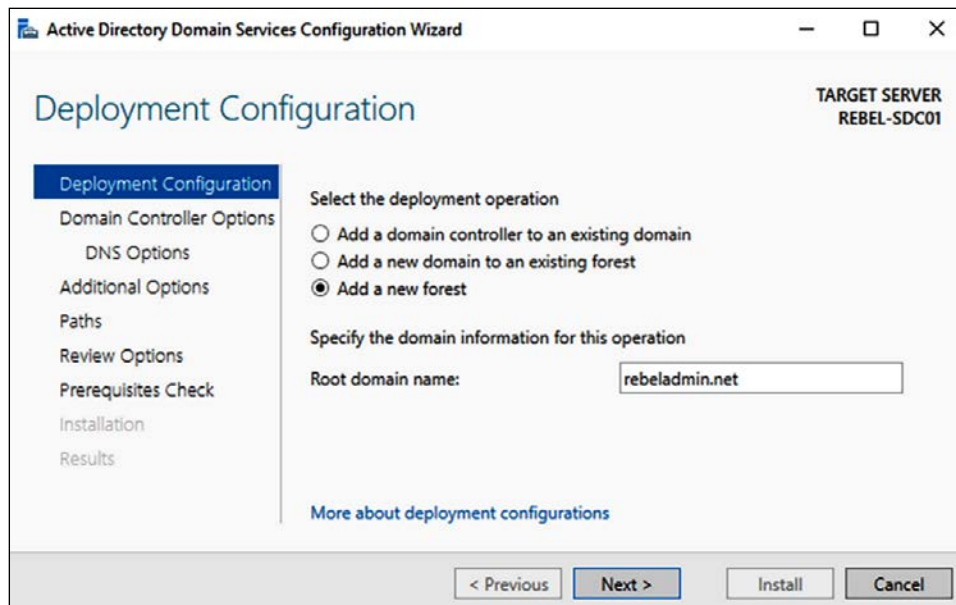 Active Directory Domain Services Configuration Wizard
Deployment Configuration
TARGET SERVER
REBEL-SDC01
Deployment Configuration
Domain Controller Options
DNS Options
Additional Options
Paths
Review Options
Prerequisites Check
Installation
Results
Select the deployment operation
Add a domain controller to an existing domain
Add a new domain to an existing forest
Add a new forest
Specify the domain information for this operation
Root domain name: rebeladmin.net
More about deployment configurations
< Previous Next > Install Cancel